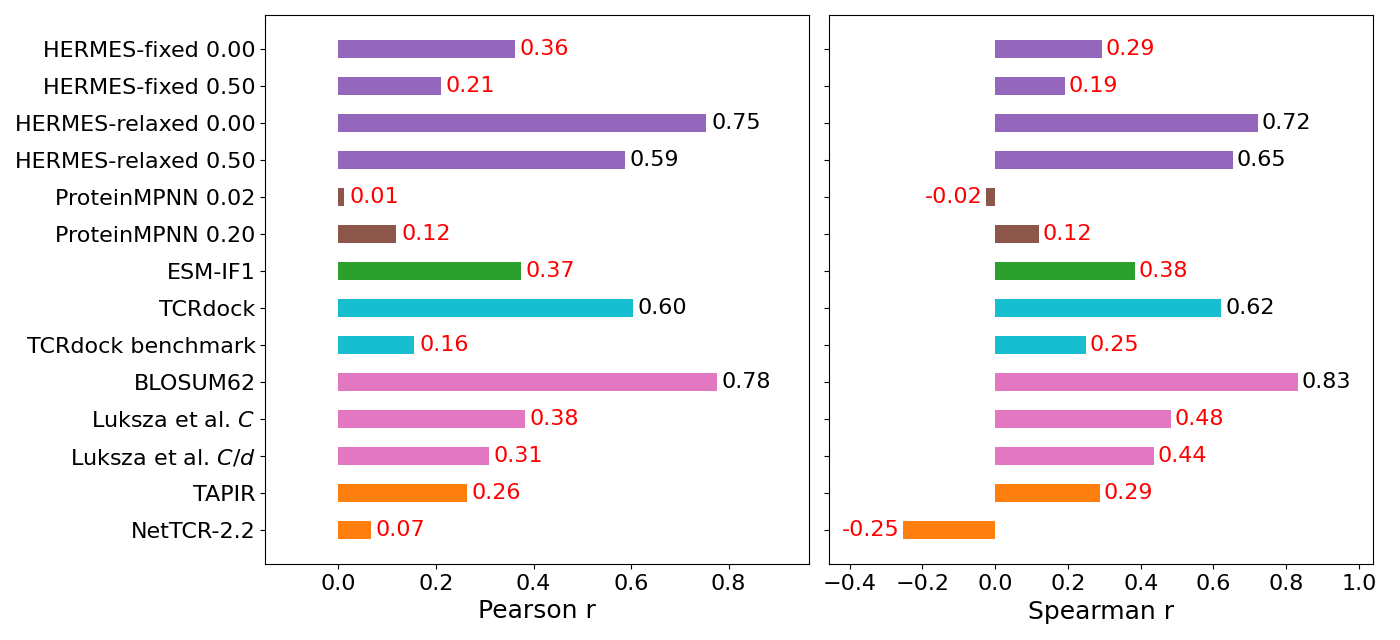 HERMES-fixed 0.00 0.36 0.29
HERMES-fixed 0.50 0.21 0.19
HERMES-relaxed 0.00 0.75 0.72
HERMES-relaxed 0.50 0.59 0.65
ProteinMPNN 0.02 0.01 -0.02
ProteinMPNN 0.20 0.12 0.12
ESM-IF1 0.37 0.38
TCRdock 0.60 0.62
TCRdock benchmark 0.16 0.25
BLOSUM62 0.78 0.83
Luksza et al. C 0.38 0.48
Luksza et al. C/d 0.31 0.44
TAPIR 0.26 0.29
NetTCR-2.2 0.07 -0.25
0.0 0.2 0.4 0.6 0.8 −0.4 −0.2 0.0 0.2 0.4 0.6 0.8 1.0
Pearson r Spearman r